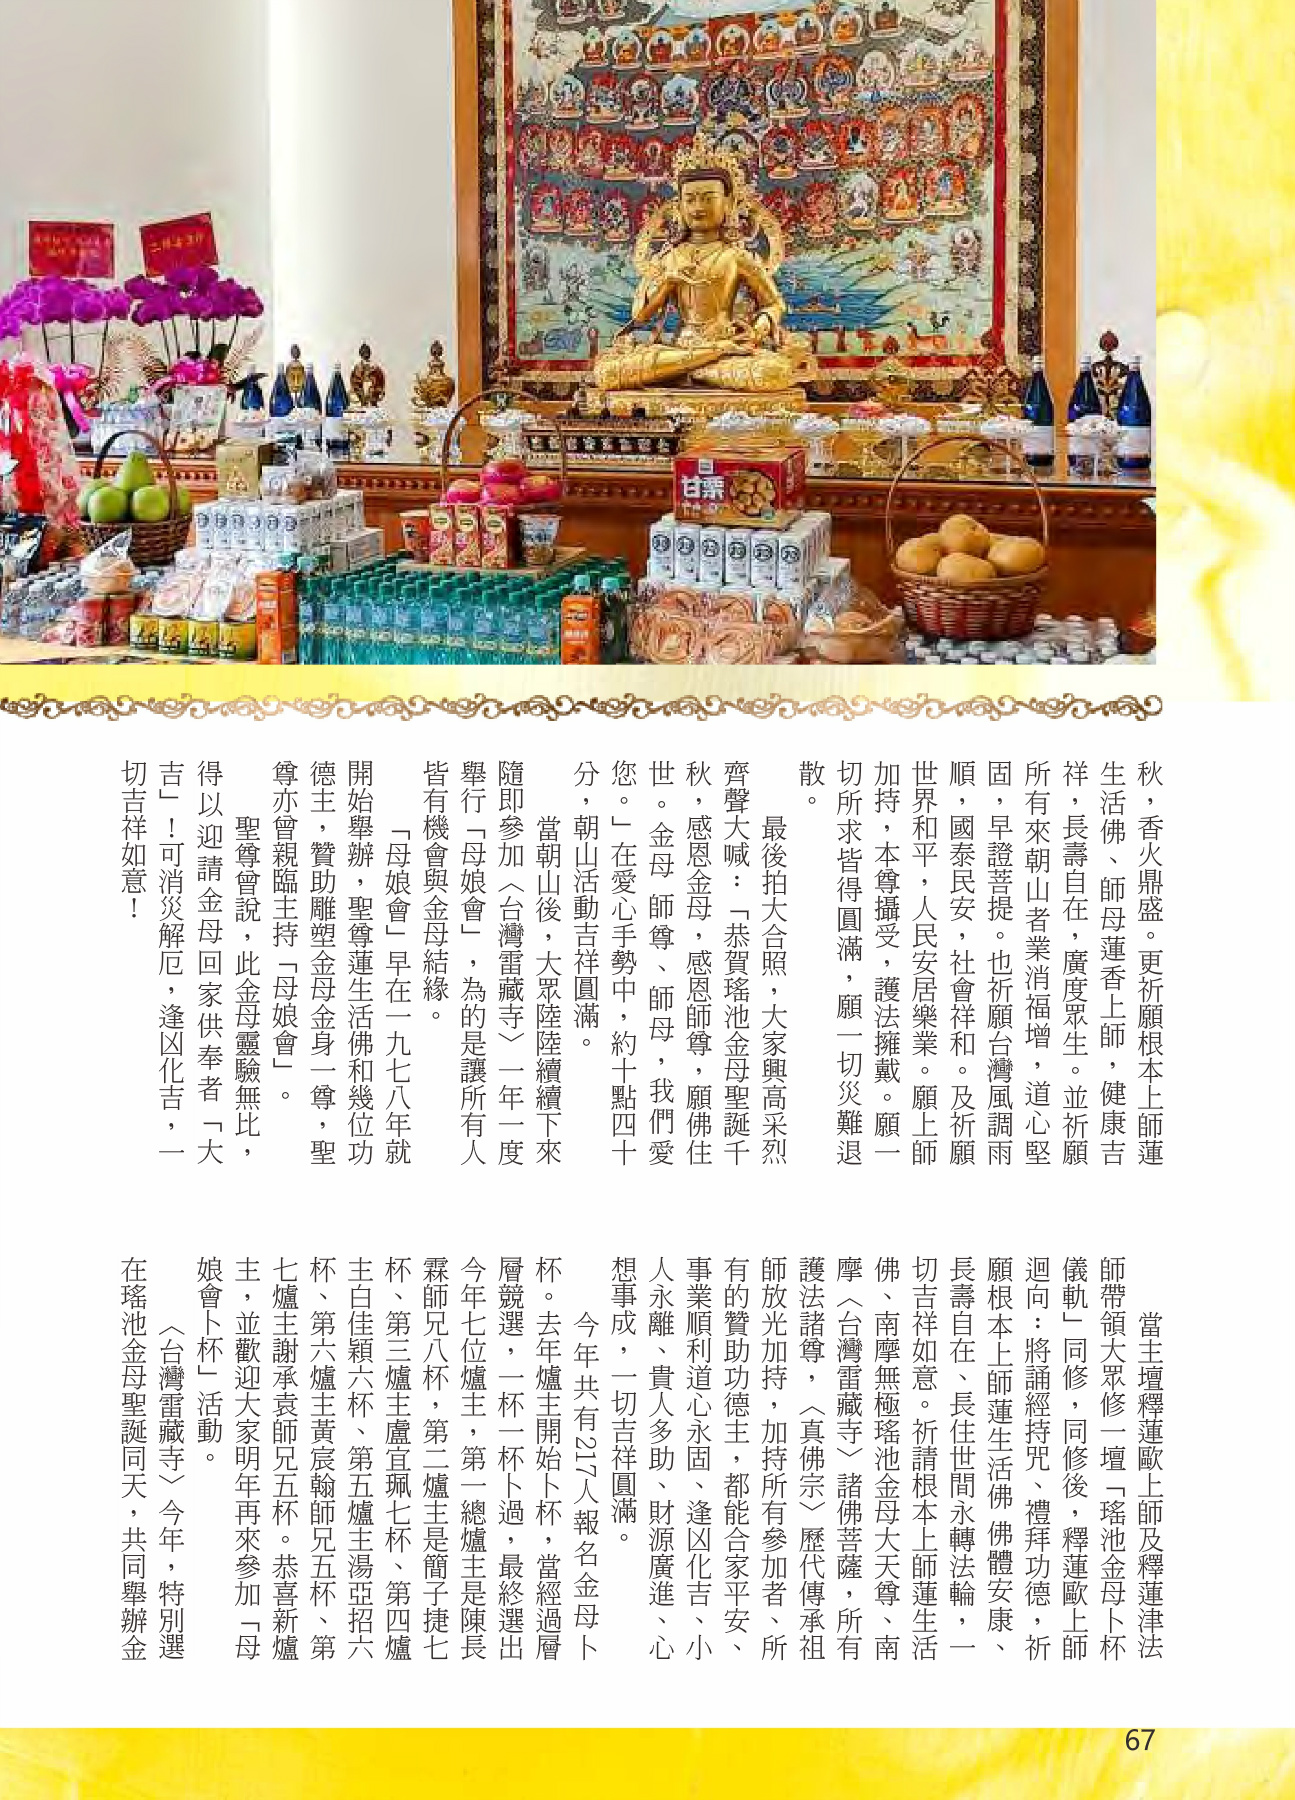 甘栗
秋，香火鼎盛。更祈願根本上師蓮
生活佛、師母蓮香上師，健康吉
祥，長壽自在，廣度眾生。並祈願
所有來朝山者業消福增，道心堅
固，早證菩提。也祈願台灣風調雨
順，國泰民安，社會祥和。及祈願
世界和平，人民安居樂業。願上師
加持，本尊攝受，護法擁戴。願一
切所求皆得圓滿，願一切災難退
散。
最後拍大合照，大家興高采烈
齊聲大喊：「恭賀瑤池金母聖誕千
秋，感恩金母，感恩師尊，願佛住
世。金母 師尊、師母，我們愛
您。」在愛心手勢中，約十點四十
分，朝山活動吉祥圓滿。
當朝山後，大眾陸陸續續下來
隨即參加〈台灣雷藏寺〉一年一度
舉行「母娘會」，為的是讓所有人
皆有機會與金母結緣。
「母娘會」早在一九七八年就
開始舉辦，聖尊蓮生活佛和幾位功
德主，贊助雕塑金母金身一尊，聖
尊亦曾親臨主持「母娘會」。
聖尊曾說，此金母靈驗無比，
得以迎請金母回家供奉者「大
吉」！可消災解厄，逢凶化吉，一
切吉祥如意！
當主壇釋蓮歐上師及釋蓮津法
師帶領大眾修一壇「瑤池金母卜杯
儀軌」同修，同修後，釋蓮歐上師
迴向：將誦經持咒、禮拜功德，祈
願根本上師蓮生活佛 佛體安康、
長壽自在、長住世間永轉法輪，一
切吉祥如意。祈請根本上師蓮生活
佛、南摩無極瑤池金母大天尊、南
摩〈台灣雷藏寺〉諸佛菩薩，所有
護法諸尊，〈真佛宗〉歷代傳承祖
師放光加持，加持所有參加者、所
有的贊助功德主，都能合家平安、
事業順利道心永固、逢凶化吉、小
人永離、貴人多助、財源廣進、心
想事成，一切吉祥圓滿。
今年共有217人報名金母卜
杯。去年爐主開始卜杯，當經過層
層競選，一杯一杯卜過，最終選出
今年七位爐主，第一總爐主是陳長
霖師兄八杯，第二爐主是簡子捷七
杯、第三爐主盧宜珮七杯、第四爐
主白佳穎六杯、第五爐主湯亞招六
杯、第六爐主黃宸翰師兄五杯、第
七爐主謝承袁師兄五杯。恭喜新爐
主，並歡迎大家明年再來參加「母
娘會卜杯」活動。
〈台灣雷藏寺〉今年，特別選
在瑤池金母聖誕同天，共同舉辦金
67